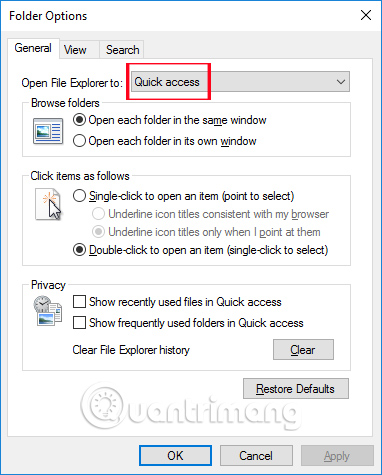 Folder Options
General View Search
Open File Explorer to: Quick access
Browse folders
Open each folder in the same window
Open each folder in its own window
Click items as follows
Single-click to open an item (point to select)
Underline icon titles consistent with my browser
Underline icon titles only when I point at them
Double-click to open an item (single-click to select)
Privacy
Show recently used files in Quick access
Show frequently used folders in Quick access
Clear File Explorer history Clear
Restore Defaults
Quantrimang
OK Cancel Apply